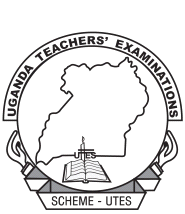 UGANDA TEACHERS' EXAMINATIONS
UTES
SCHEME - UTES